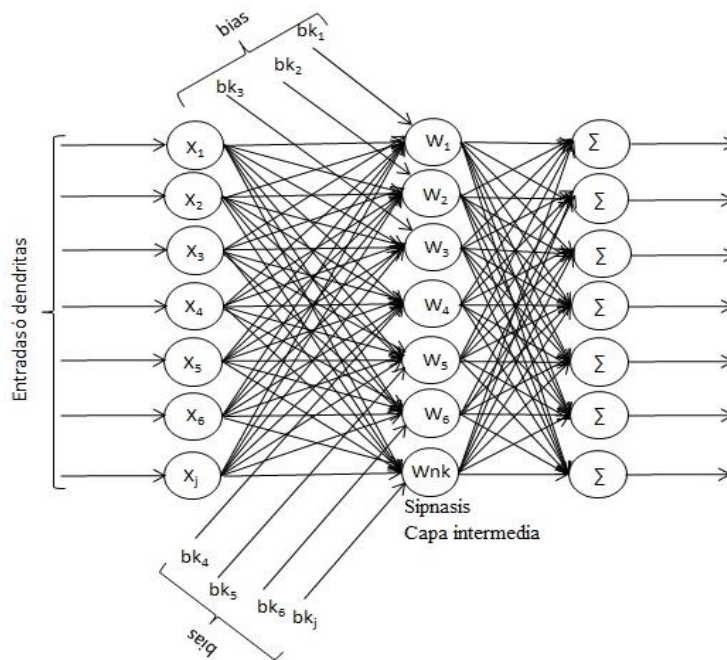 bias
bk₁
bk₂
bk₃
Entradasó dendritas
X₁ W₁ Σ
X₂ W₂ Σ
X₃ W₃ Σ
X₄ W₄ Σ
X₅ W₅ Σ
X₆ W₆ Σ
Xⱼ Wnk Σ
Sipnasis
Capa intermedia
bk₄
bk₅
bk₆
bkⱼ
bias